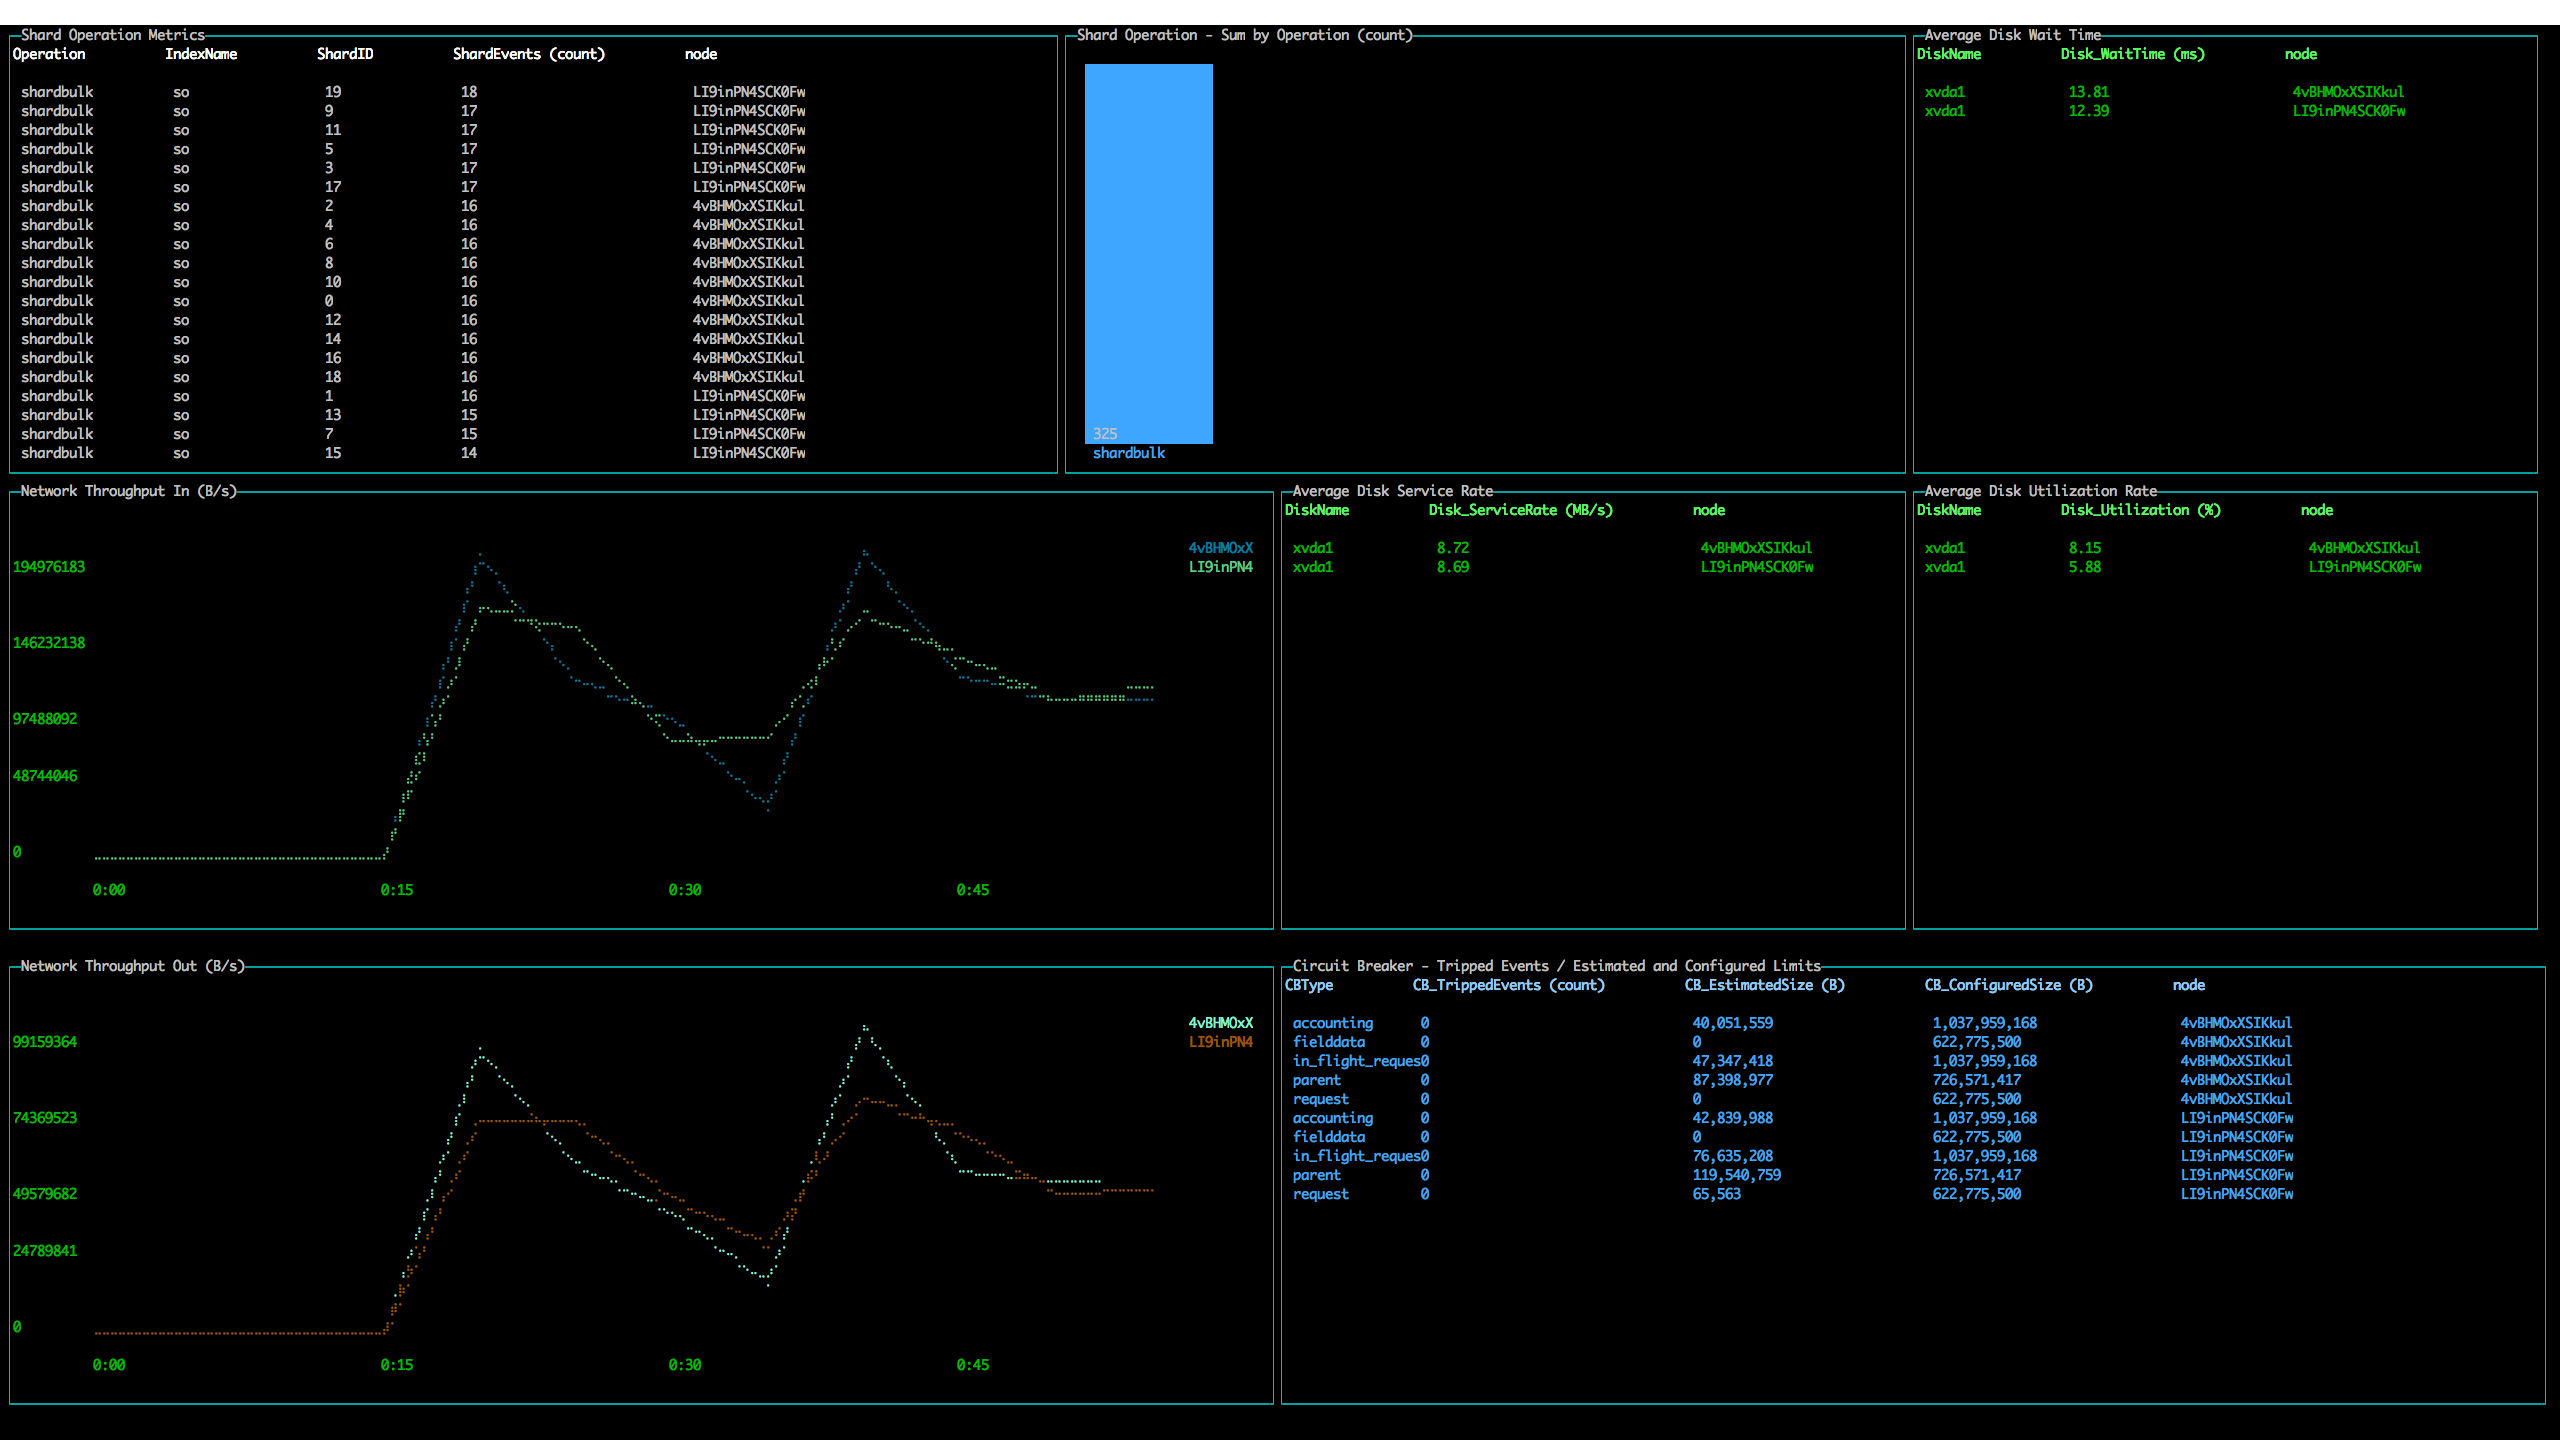 Shard Operation Metrics
Operation IndexName ShardID ShardEvents (count) node
shardbulk so 19 18 LI9inPN4SCK0Fw
shardbulk so 9 17 LI9inPN4SCK0Fw
shardbulk so 11 17 LI9inPN4SCK0Fw
shardbulk so 5 17 LI9inPN4SCK0Fw
shardbulk so 3 17 LI9inPN4SCK0Fw
shardbulk so 17 17 LI9inPN4SCK0Fw
shardbulk so 2 16 4vBHMOxXSIKkul
shardbulk so 4 16 4vBHMOxXSIKkul
shardbulk so 6 16 4vBHMOxXSIKkul
shardbulk so 8 16 4vBHMOxXSIKkul
shardbulk so 10 16 4vBHMOxXSIKkul
shardbulk so 0 16 4vBHMOxXSIKkul
shardbulk so 12 16 4vBHMOxXSIKkul
shardbulk so 14 16 4vBHMOxXSIKkul
shardbulk so 16 16 4vBHMOxXSIKkul
shardbulk so 18 16 4vBHMOxXSIKkul
shardbulk so 1 16 LI9inPN4SCK0Fw
shardbulk so 13 15 LI9inPN4SCK0Fw
shardbulk so 7 15 LI9inPN4SCK0Fw
shardbulk so 15 14 LI9inPN4SCK0Fw
Shard Operation - Sum by Operation (count)
325
shardbulk
Average Disk Wait Time
DiskName Disk_WaitTime (ms) node
xvda1 13.81 4vBHMOxXSIKkul
xvda1 12.39 LI9inPN4SCK0Fw
Network Throughput In (B/s)
4vBHMOxX
LI9inPN4
194976183
146232138
97488092
48744046
0
0:00 0:15 0:30 0:45
Average Disk Service Rate
DiskName Disk_ServiceRate (MB/s) node
xvda1 8.72 4vBHMOxXSIKkul
xvda1 8.69 LI9inPN4SCK0Fw
Average Disk Utilization Rate
DiskName Disk_Utilization (%) node
xvda1 8.15 4vBHMOxXSIKkul
xvda1 5.88 LI9inPN4SCK0Fw
Network Throughput Out (B/s)
4vBHMOxX
LI9inPN4
99159364
74369523
49579682
24789841
0
0:00 0:15 0:30 0:45
Circuit Breaker - Tripped Events / Estimated and Configured Limits
CBType CB_TrippedEvents (count) CB_EstimatedSize (B) CB_ConfiguredSize (B) node
accounting 0 40,051,559 1,037,959,168 4vBHMOxXSIKkul
fielddata 0 0 622,775,500 4vBHMOxXSIKkul
in_flight_reques0 47,347,418 1,037,959,168 4vBHMOxXSIKkul
parent 0 87,398,977 726,571,417 4vBHMOxXSIKkul
request 0 0 622,775,500 4vBHMOxXSIKkul
accounting 0 42,839,988 1,037,959,168 LI9inPN4SCK0Fw
fielddata 0 0 622,775,500 LI9inPN4SCK0Fw
in_flight_reques0 76,635,208 1,037,959,168 LI9inPN4SCK0Fw
parent 0 119,540,759 726,571,417 LI9inPN4SCK0Fw
request 0 65,563 622,775,500 LI9inPN4SCK0Fw